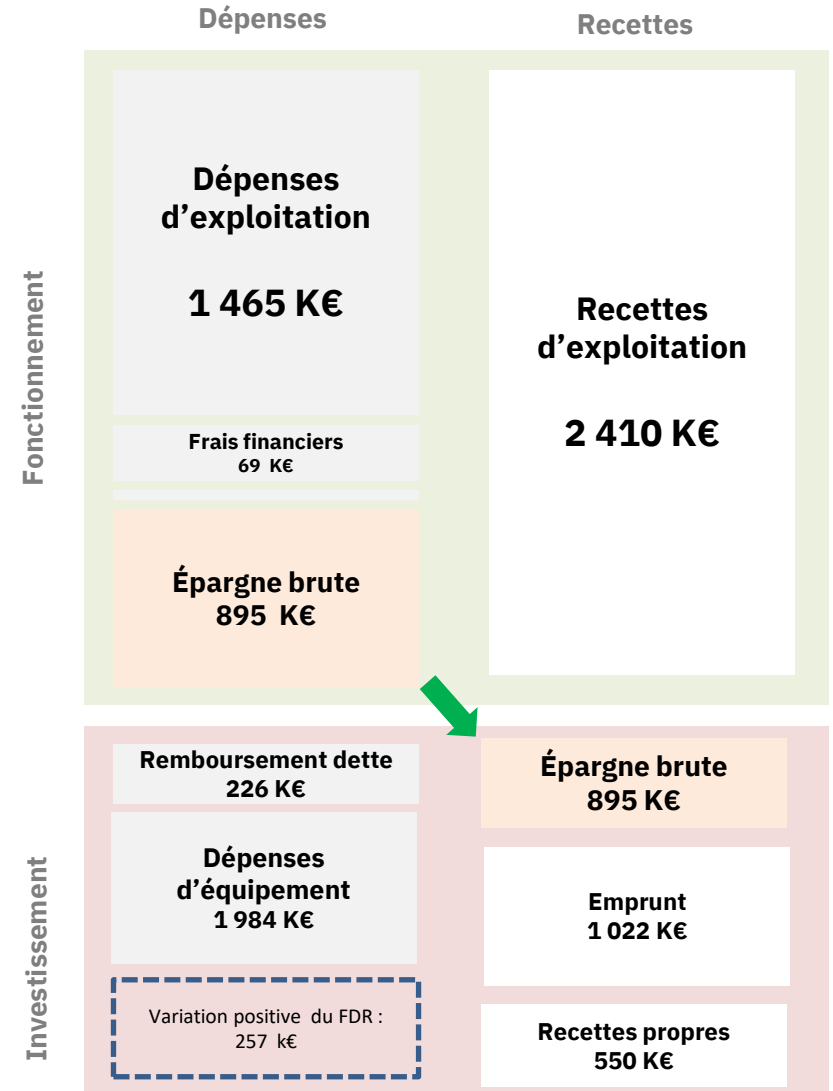 Dépenses
Recettes
Fonctionnement
Dépenses
d’exploitation
1 465 K€
Frais financiers
69 K€
Épargne brute
895 K€
Recettes
d’exploitation
2 410 K€
Investissement
Remboursement dette
226 K€
Dépenses
d’équipement
1 984 K€
Variation positive du FDR :
257 k€
Épargne brute
895 K€
Emprunt
1 022 K€
Recettes propres
550 K€